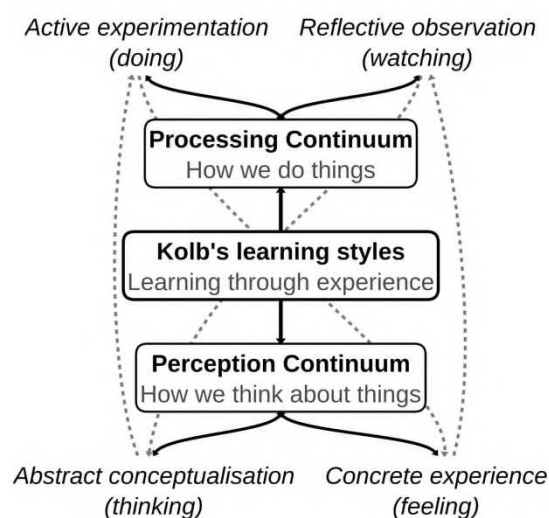 Active experimentation
(doing)
Reflective observation
(watching)
Processing Continuum
How we do things
Kolb's learning styles
Learning through experience
Perception Continuum
How we think about things
Abstract conceptualisation
(thinking)
Concrete experience
(feeling)